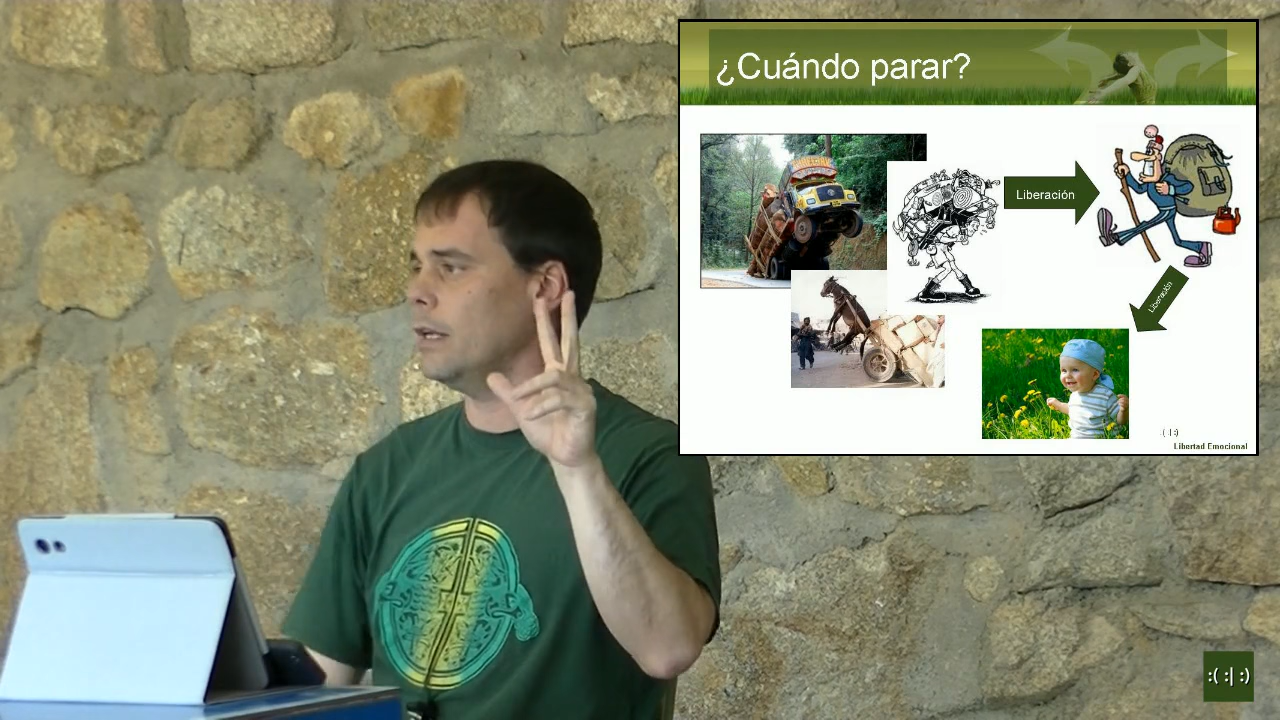 ¿Cuándo parar?
Liberación
Liberación
:( :| :)
Libertad Emocional
:( :| :)